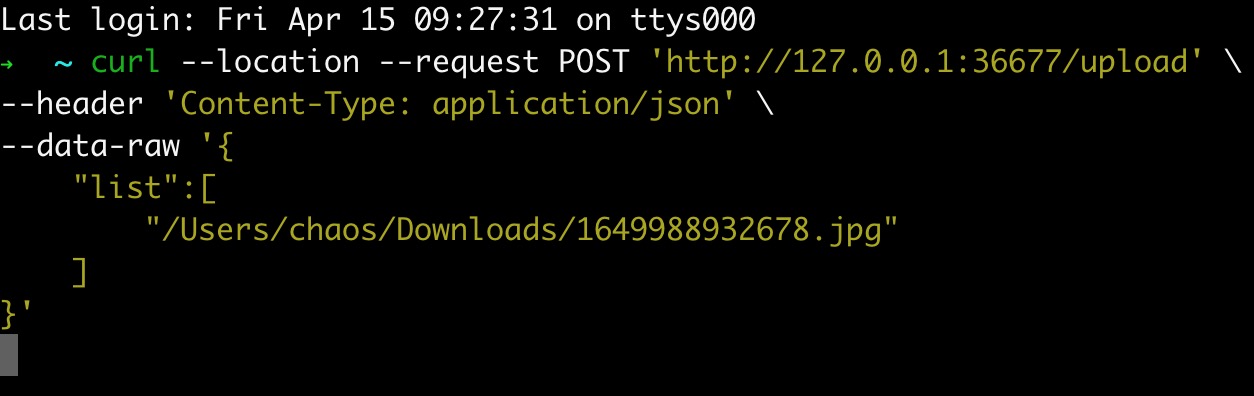 Last login: Fri Apr 15 09:27:31 on ttys000
→ ~ curl --location --request POST 'http://127.0.0.1:36677/upload' \
--header 'Content-Type: application/json' \
--data-raw '{
    "list":[
        "/Users/chaos/Downloads/1649988932678.jpg"
    ]
}'